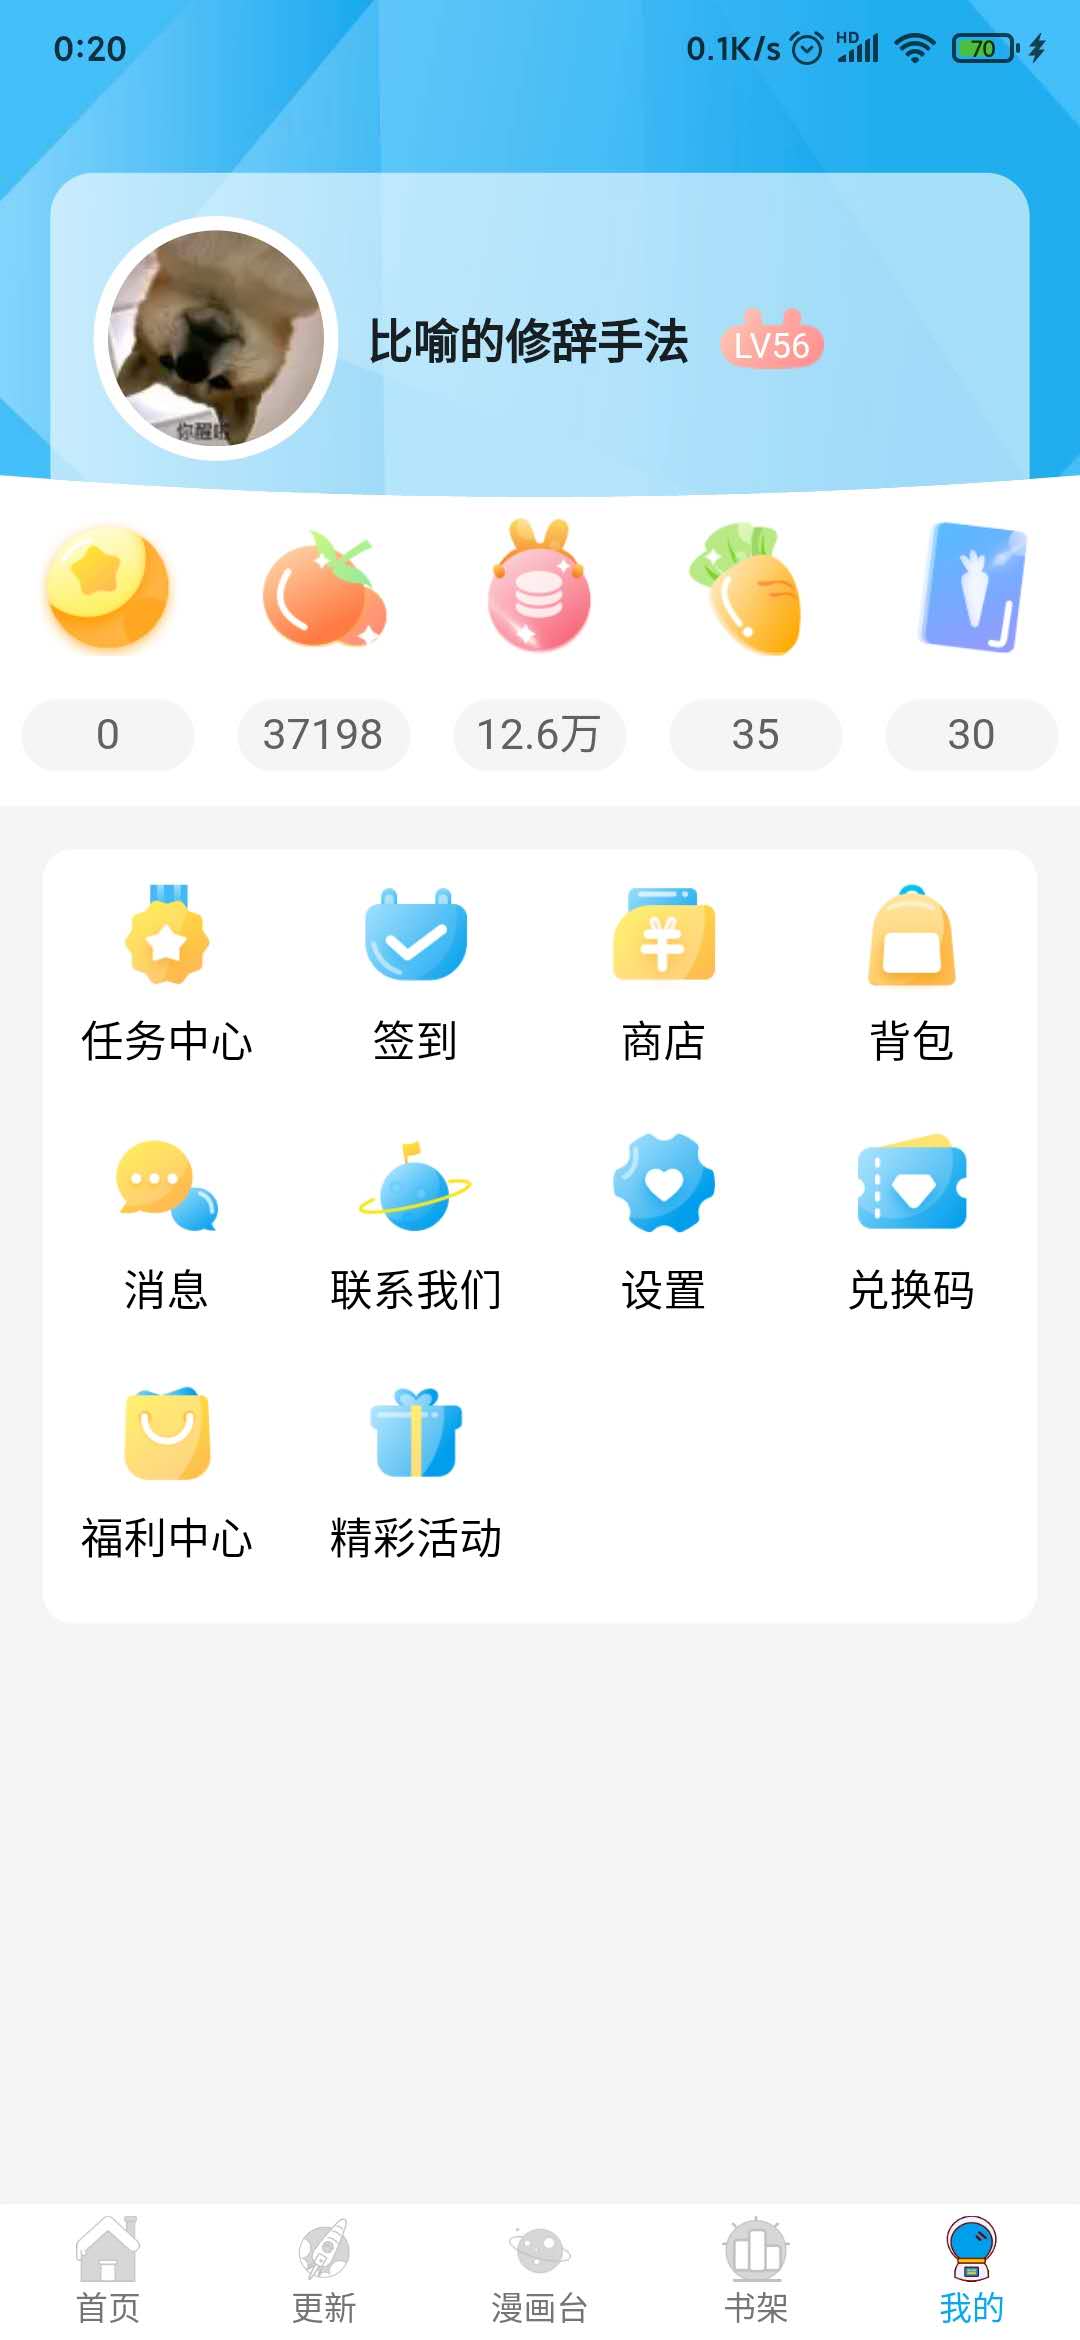 0:20
0.1K/s HD 70
比喻的修辞手法 LV56
你醒啦
0 37198 12.6万 35 30
任务中心 签到 商店 背包
消息 联系我们 设置 兑换码
福利中心 精彩活动
首页 更新 漫画台 书架 我的